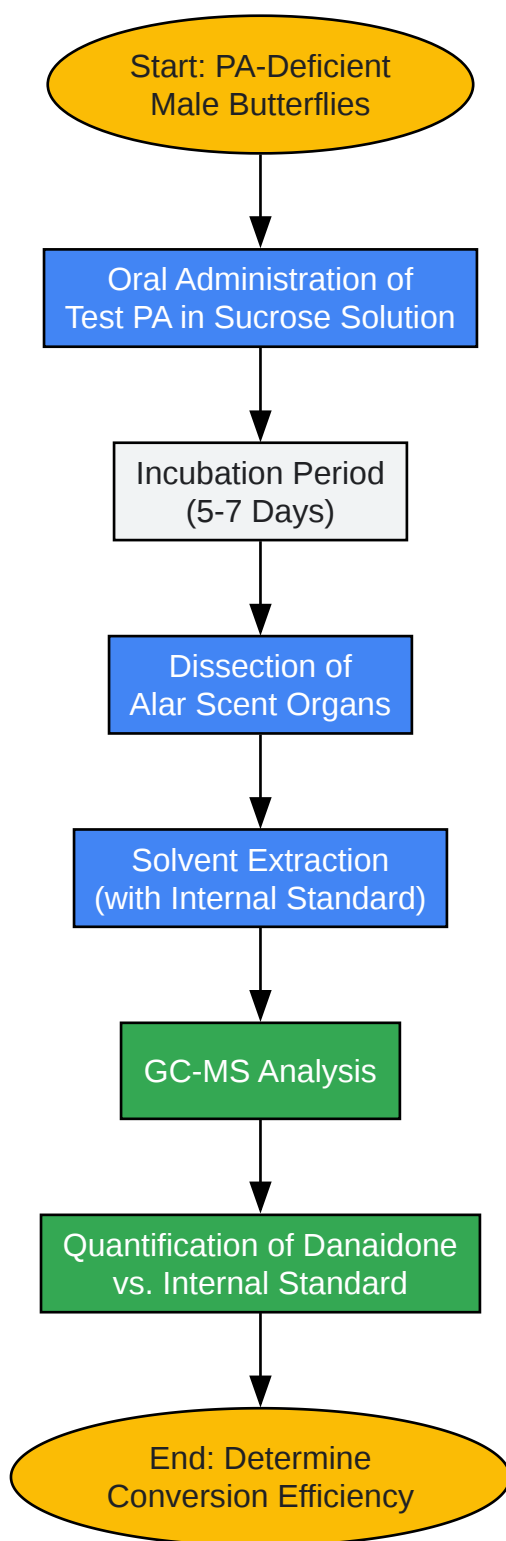 Start: PA-Deficient
Male Butterflies
Oral Administration of
Test PA in Sucrose Solution
Incubation Period
(5-7 Days)
Dissection of
Alar Scent Organs
Solvent Extraction
(with Internal Standard)
GC-MS Analysis
Quantification of Danaidone
vs. Internal Standard
End: Determine
Conversion Efficiency